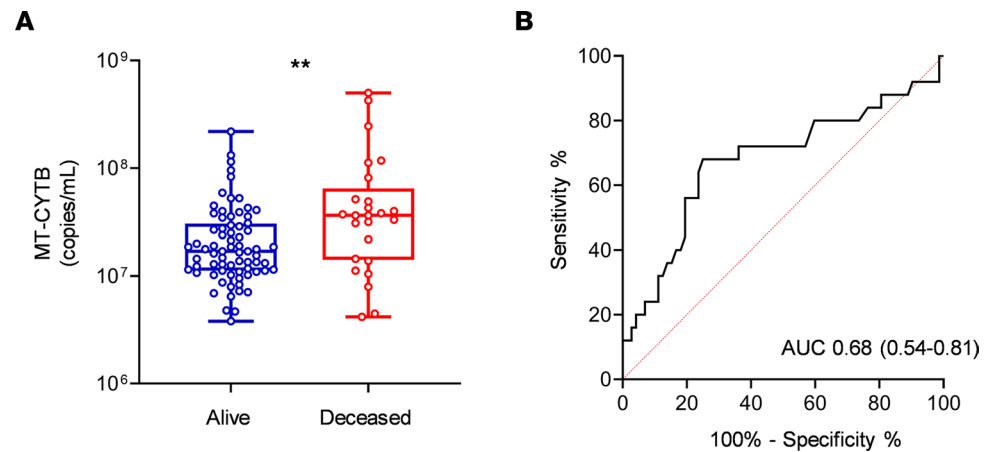 A
**
MT-CYTB
(copies/mL)
10⁹
10⁸
10⁷
10⁶
Alive
Deceased
B
Sensitivity %
100
80
60
40
20
0
AUC 0.68 (0.54-0.81)
0 20 40 60 80 100
100% - Specificity %